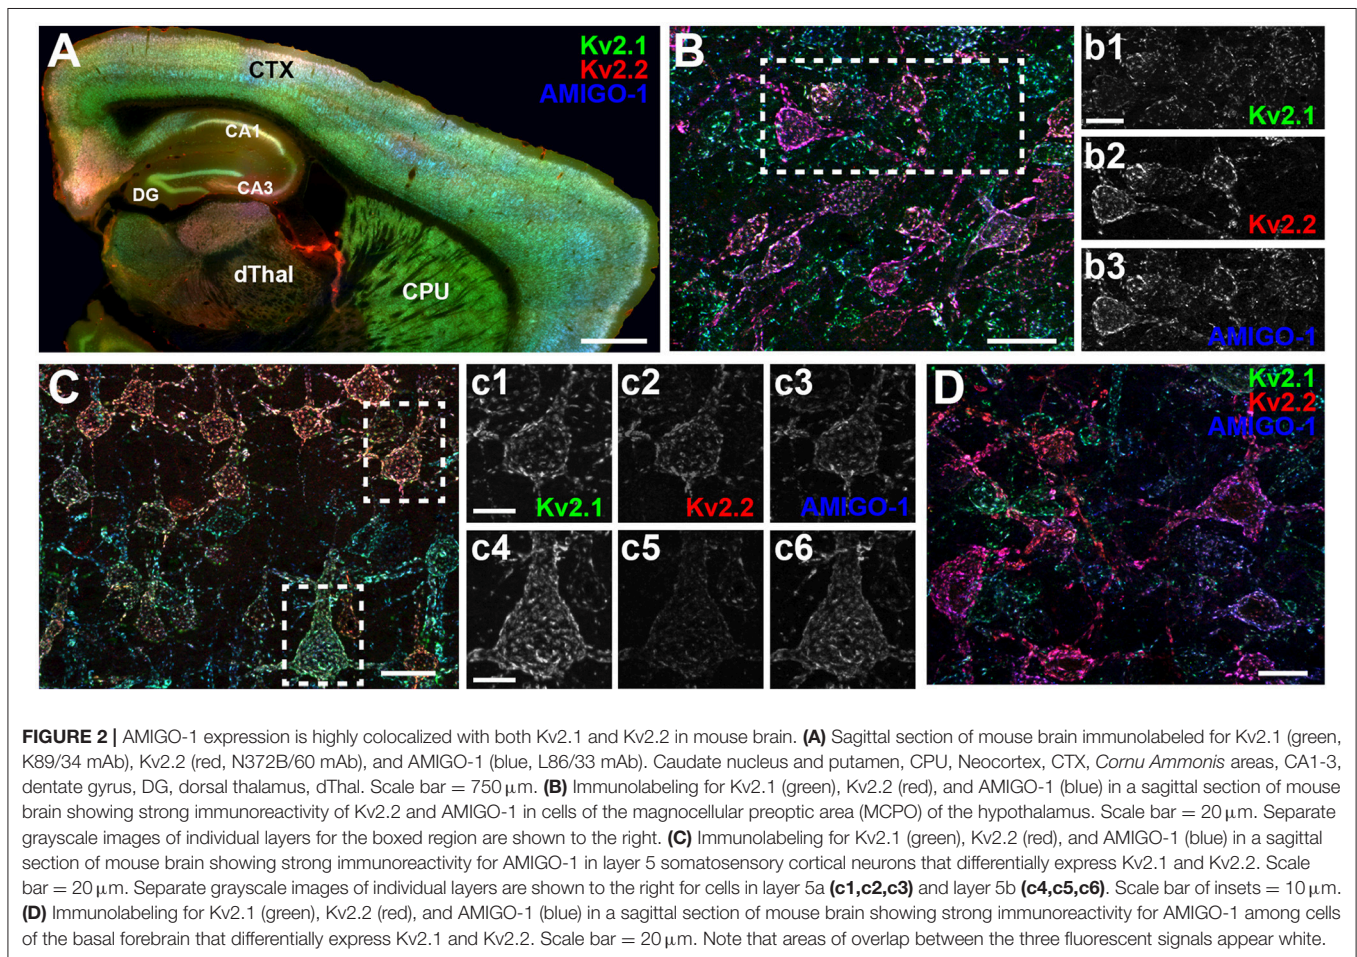 A
CTX
Kv2.1
Kv2.2
AMIGO-1
CA1
CA3
DG
dThal
CPU
B
b1
Kv2.1
b2
Kv2.2
b3
AMIGO-1
C
c1
Kv2.1
c2
Kv2.2
c3
AMIGO-1
c4
c5
c6
D
Kv2.1
Kv2.2
AMIGO-1
FIGURE 2 | AMIGO-1 expression is highly colocalized with both Kv2.1 and Kv2.2 in mouse brain. (A) Sagittal section of mouse brain immunolabeled for Kv2.1 (green,
K89/34 mAb), Kv2.2 (red, N372B/60 mAb), and AMIGO-1 (blue, L86/33 mAb). Caudate nucleus and putamen, CPU, Neocortex, CTX, Cornu Ammonis areas, CA1-3,
dentate gyrus, DG, dorsal thalamus, dThal. Scale bar = 750 µm. (B) Immunolabeling for Kv2.1 (green), Kv2.2 (red), and AMIGO-1 (blue) in a sagittal section of mouse
brain showing strong immunoreactivity of Kv2.2 and AMIGO-1 in cells of the magnocellular preoptic area (MCPO) of the hypothalamus. Scale bar = 20 µm. Separate
grayscale images of individual layers for the boxed region are shown to the right. (C) Immunolabeling for Kv2.1 (green), Kv2.2 (red), and AMIGO-1 (blue) in a sagittal
section of mouse brain showing strong immunoreactivity for AMIGO-1 in layer 5 somatosensory cortical neurons that differentially express Kv2.1 and Kv2.2. Scale
bar = 20 µm. Separate grayscale images of individual layers are shown to the right for cells in layer 5a (c1,c2,c3) and layer 5b (c4,c5,c6). Scale bar of insets = 10 µm.
(D) Immunolabeling for Kv2.1 (green), Kv2.2 (red), and AMIGO-1 (blue) in a sagittal section of mouse brain showing strong immunoreactivity for AMIGO-1 among cells
of the basal forebrain that differentially express Kv2.1 and Kv2.2. Scale bar = 20 µm. Note that areas of overlap between the three fluorescent signals appear white.